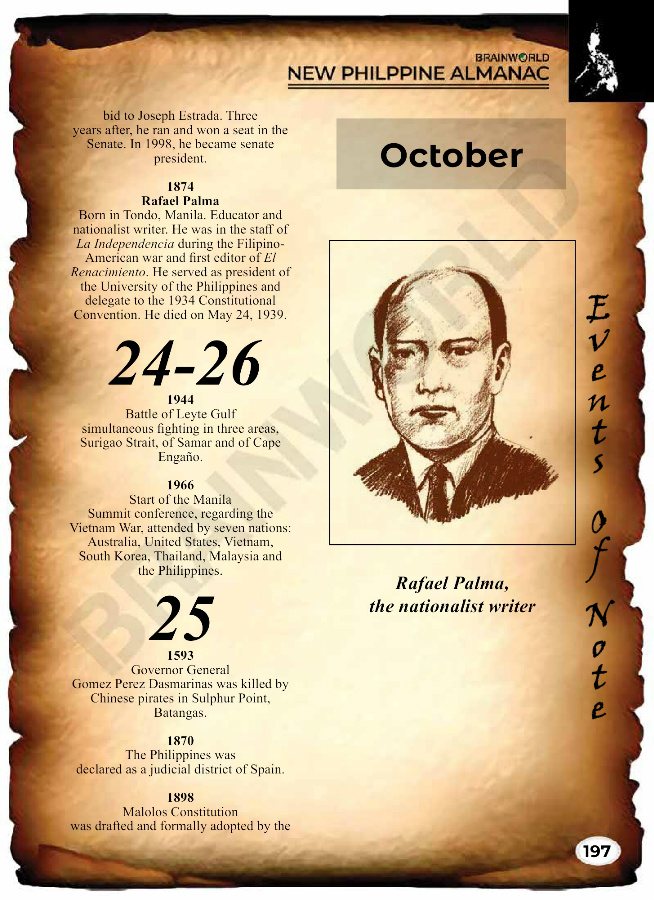 BRAINWORLD
NEW PHILPPINE ALMANAC
bid to Joseph Estrada. Three
years after, he ran and won a seat in the
Senate. In 1998, he became senate
president.
1874
Rafael Palma
Born in Tondo, Manila. Educator and
nationalist writer. He was in the staff of
La Independencia during the Filipino-
American war and first editor of El
Renacimiento. He served as president of
the University of the Philippines and
delegate to the 1934 Constitutional
Convention. He died on May 24, 1939.
24-26
1944
Battle of Leyte Gulf
simultaneous fighting in three areas,
Surigao Strait, of Samar and of Cape
Engaño.
1966
Start of the Manila
Summit conference, regarding the
Vietnam War, attended by seven nations:
Australia, United States, Vietnam,
South Korea, Thailand, Malaysia and
the Philippines.
25
1593
Governor General
Gomez Perez Dasmarinas was killed by
Chinese pirates in Sulphur Point,
Batangas.
1870
The Philippines was
declared as a judicial district of Spain.
1898
Malolos Constitution
was drafted and formally adopted by the
October
Rafael Palma,
the nationalist writer
Events of Note
BRAINWORLD
197